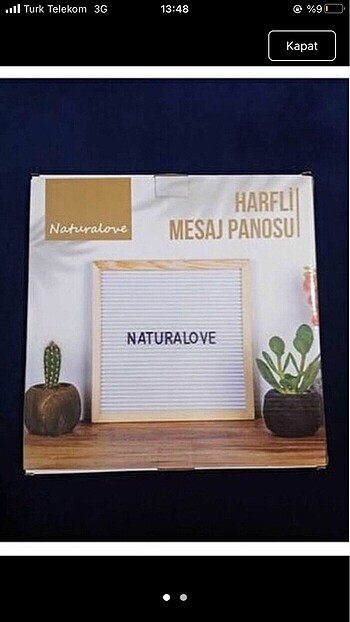 Turk Telekom 3G
13:48
%9
Kapat
Naturalove
HARFLİ
MESAJ PANOSU
NATURALOVE